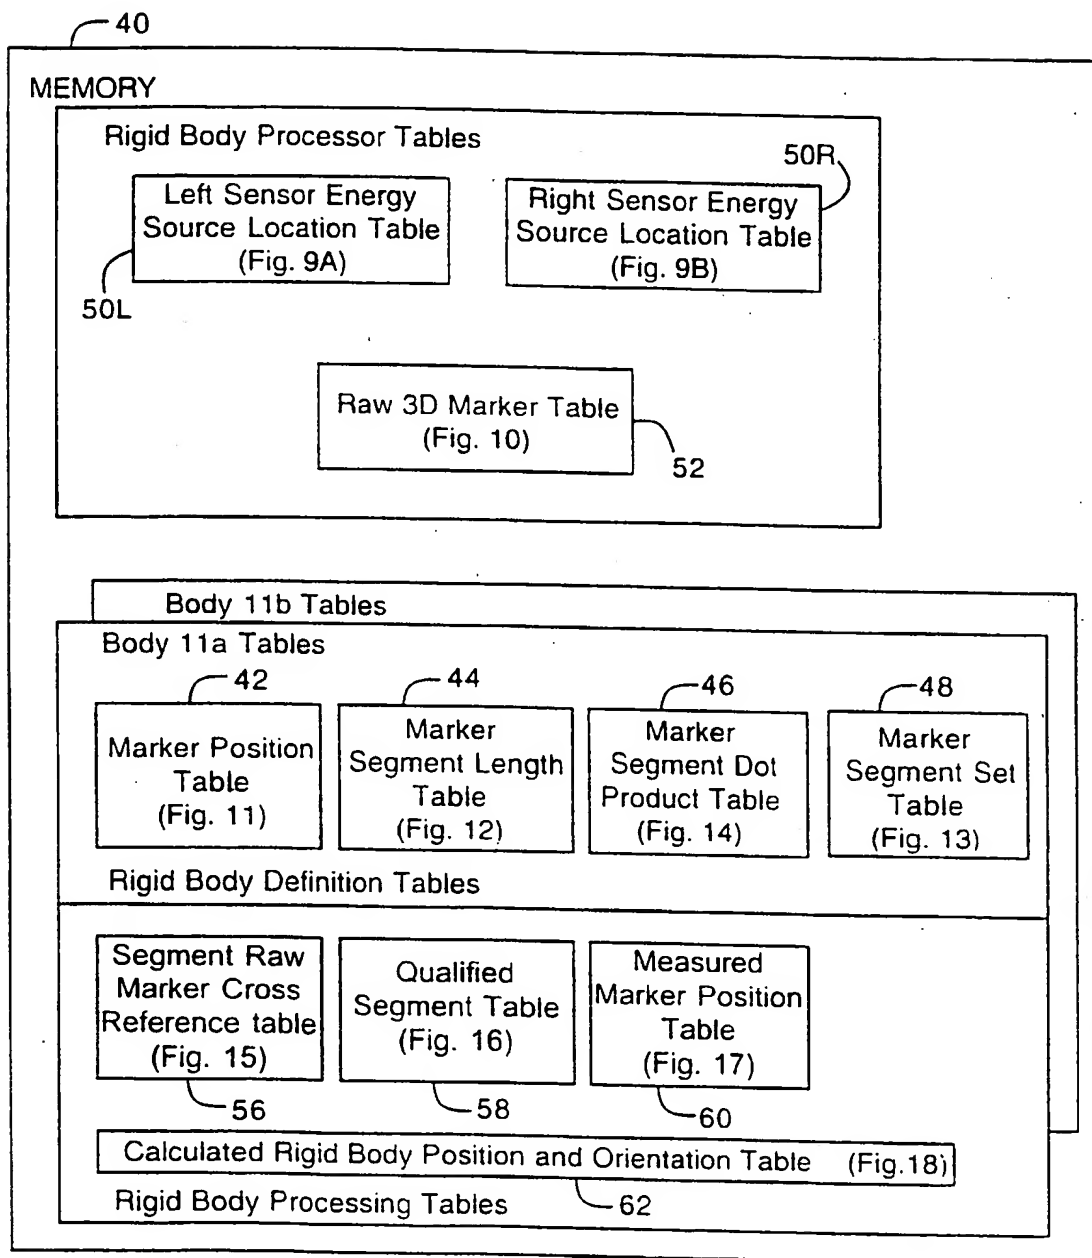 40
MEMORY
Rigid Body Processor Tables
50R
Left Sensor Energy
Source Location Table
(Fig. 9A)
Right Sensor Energy
Source Location Table
(Fig. 9B)
50L
Raw 3D Marker Table
(Fig. 10)
52
Body 11b Tables
Body 11a Tables
42
44
46
48
Marker Position
Table
(Fig. 11)
Marker
Segment Length
Table
(Fig. 12)
Marker
Segment Dot
Product Table
(Fig. 14)
Marker
Segment Set
Table
(Fig. 13)
Rigid Body Definition Tables
Segment Raw
Marker Cross
Reference table
(Fig. 15)
Qualified
Segment Table
(Fig. 16)
Measured
Marker Position
Table
(Fig. 17)
56
58
60
Calculated Rigid Body Position and Orientation Table (Fig.18)
Rigid Body Processing Tables
62